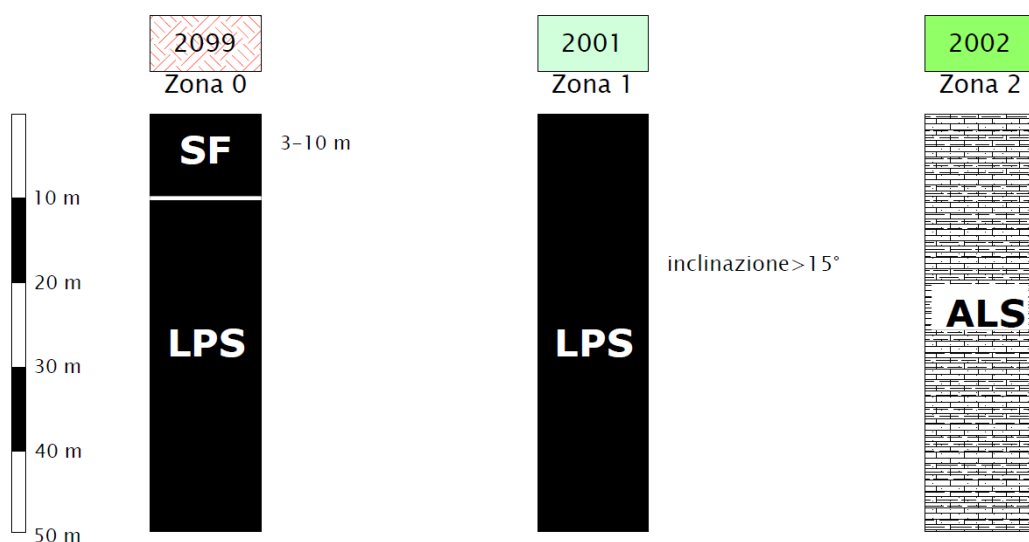 2099
Zona 0
2001
Zona 1
2002
Zona 2
SF
3–10 m
10 m
20 m
inclinazione>15°
LPS
LPS
ALS
30 m
40 m
50 m